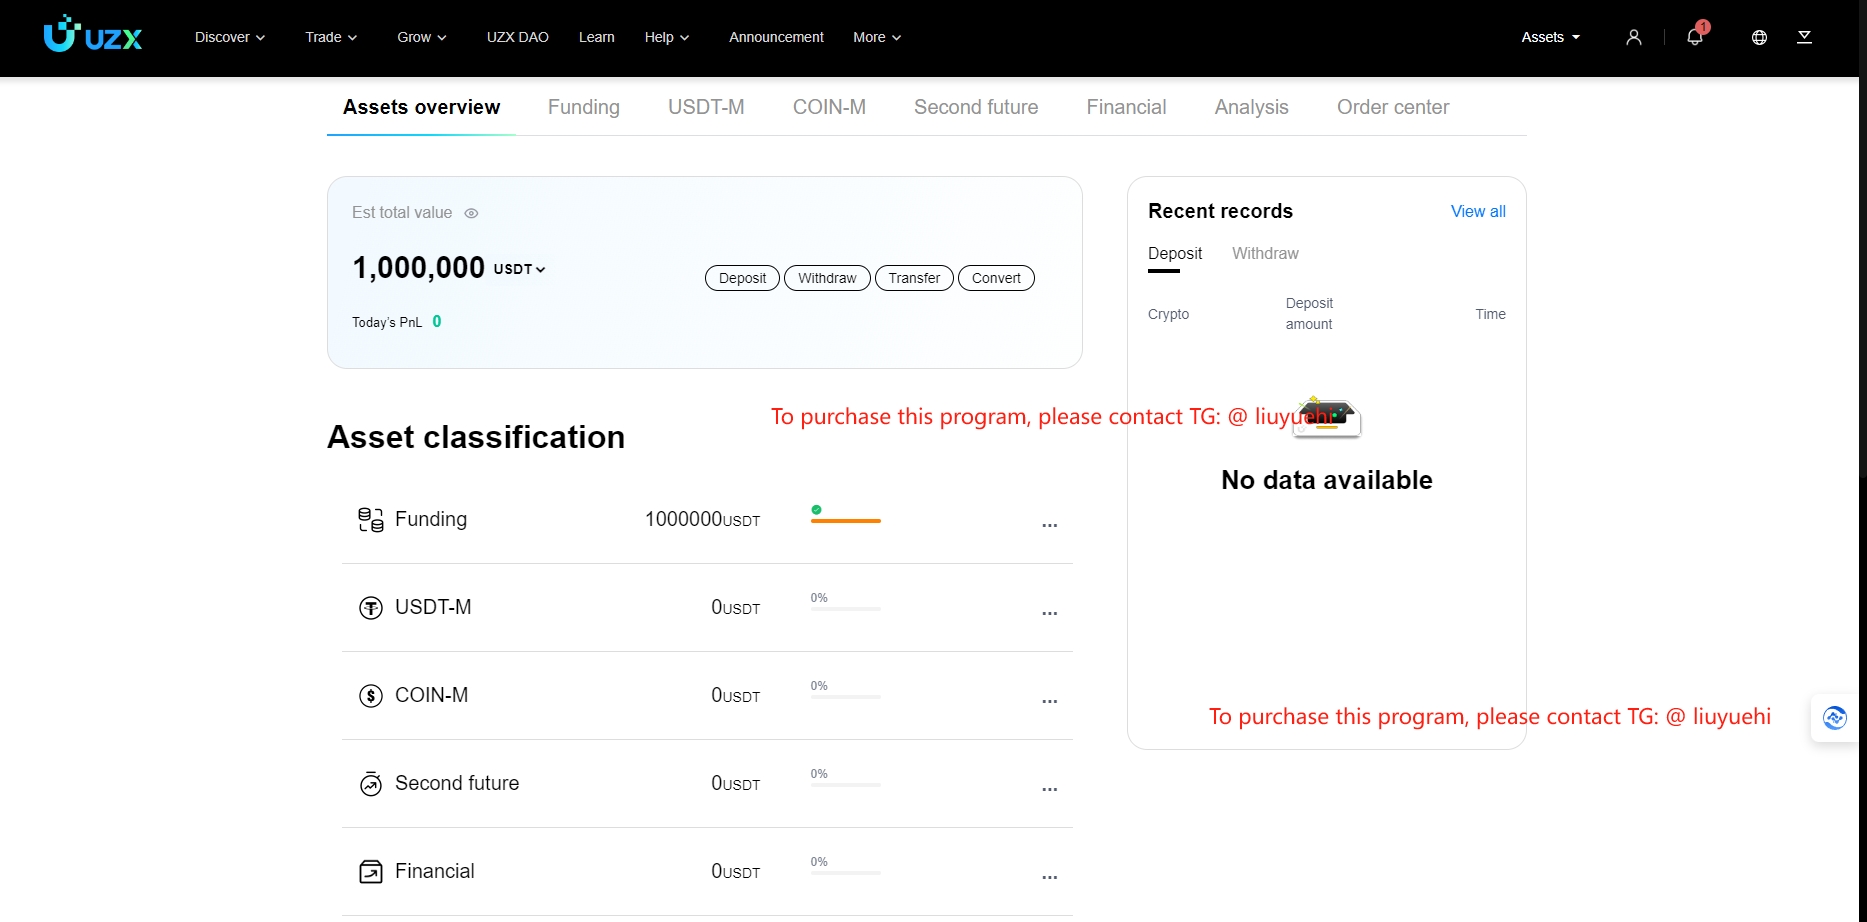 UZX
Discover Trade Grow UZX DAO Learn Help Announcement More Assets 1
Assets overview Funding USDT-M COIN-M Second future Financial Analysis Order center
Est total value
1,000,000 USDT
Deposit Withdraw Transfer Convert
Today's PnL 0
Recent records View all
Deposit Withdraw
Crypto Deposit amount Time
No data available
To purchase this program, please contact TG: @ liuyuehi
Asset classification
Funding 1000000USDT ...
USDT-M 0USDT 0% ...
COIN-M 0USDT 0% ...
To purchase this program, please contact TG: @ liuyuehi
Second future 0USDT 0% ...
Financial 0USDT 0% ...